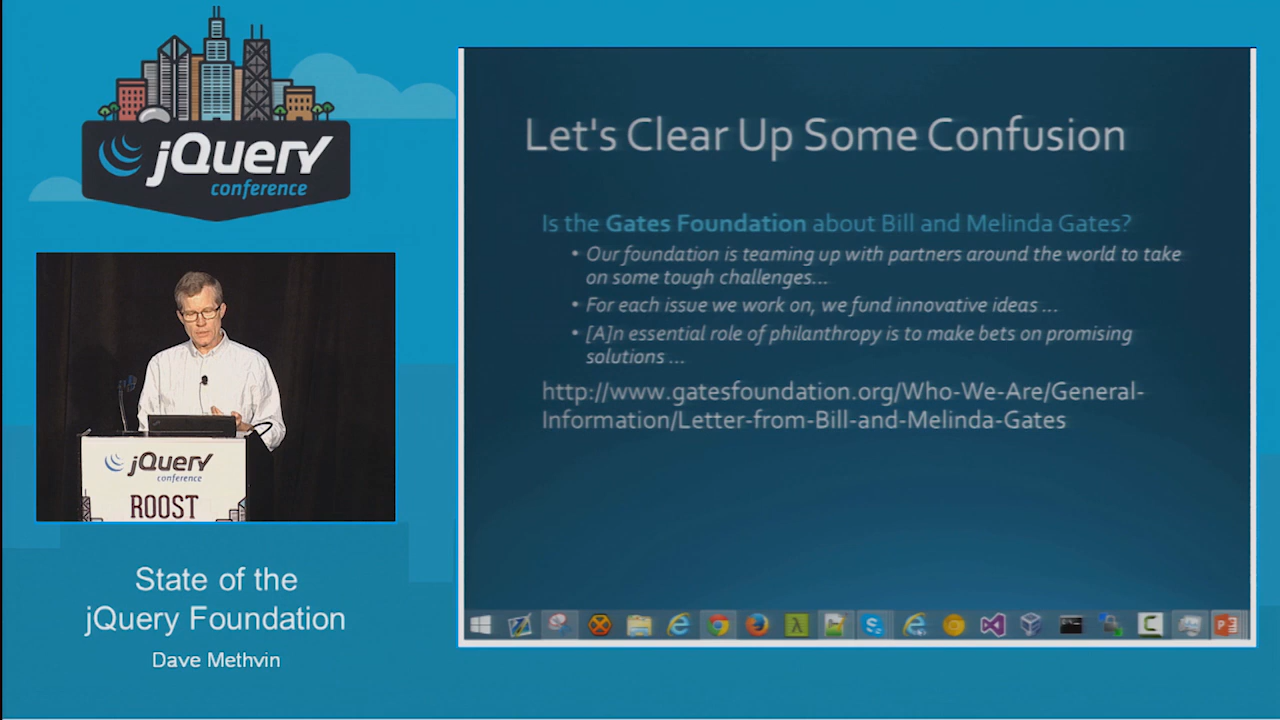 jQuery
conference
Let's Clear Up Some Confusion
Is the Gates Foundation about Bill and Melinda Gates?
• Our foundation is teaming up with partners around the world to take
on some tough challenges...
• For each issue we work on, we fund innovative ideas ...
• [A]n essential role of philanthropy is to make bets on promising
solutions ...
http://www.gatesfoundation.org/Who-We-Are/General-
Information/Letter-from-Bill-and-Melinda-Gates
jQuery
conference
ROOST
State of the
jQuery Foundation
Dave Methvin